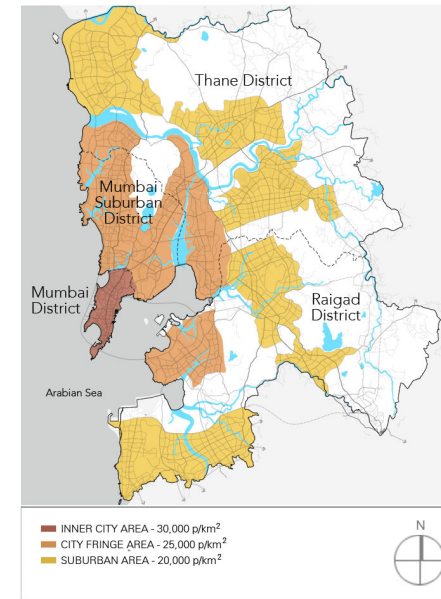 Thane District
Mumbai
Suburban
District
Mumbai
District
Raigad
District
Arabian Sea
INNER CITY AREA - 30,000 p/km²
CITY FRINGE AREA - 25,000 p/km²
SUBURBAN AREA - 20,000 p/km²
N